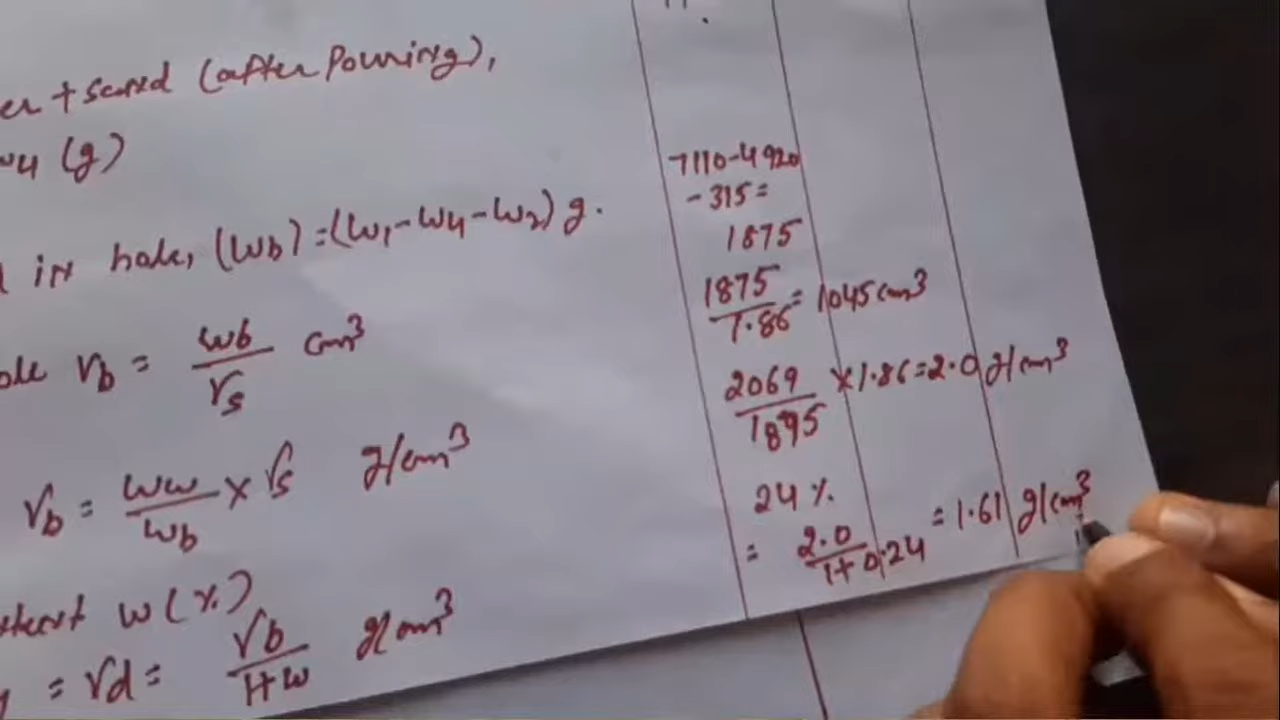 er + sand (after Pouring),
w4 (g)
7110-4920
- 315 =
1875
in hole, (Wb) = (W1-W4-W2) g.
1875/1.86 = 1045 cm³
ole Vb = Wb/γs cm³
2069/1895 × 1.86 = 2.0 g/cm³
γb = Ww/Wb × γs g/cm³
24 %
w (%)
= 2.0/1+0.24 = 1.61 g/cm³
= γd = γb/1+w g/cm³